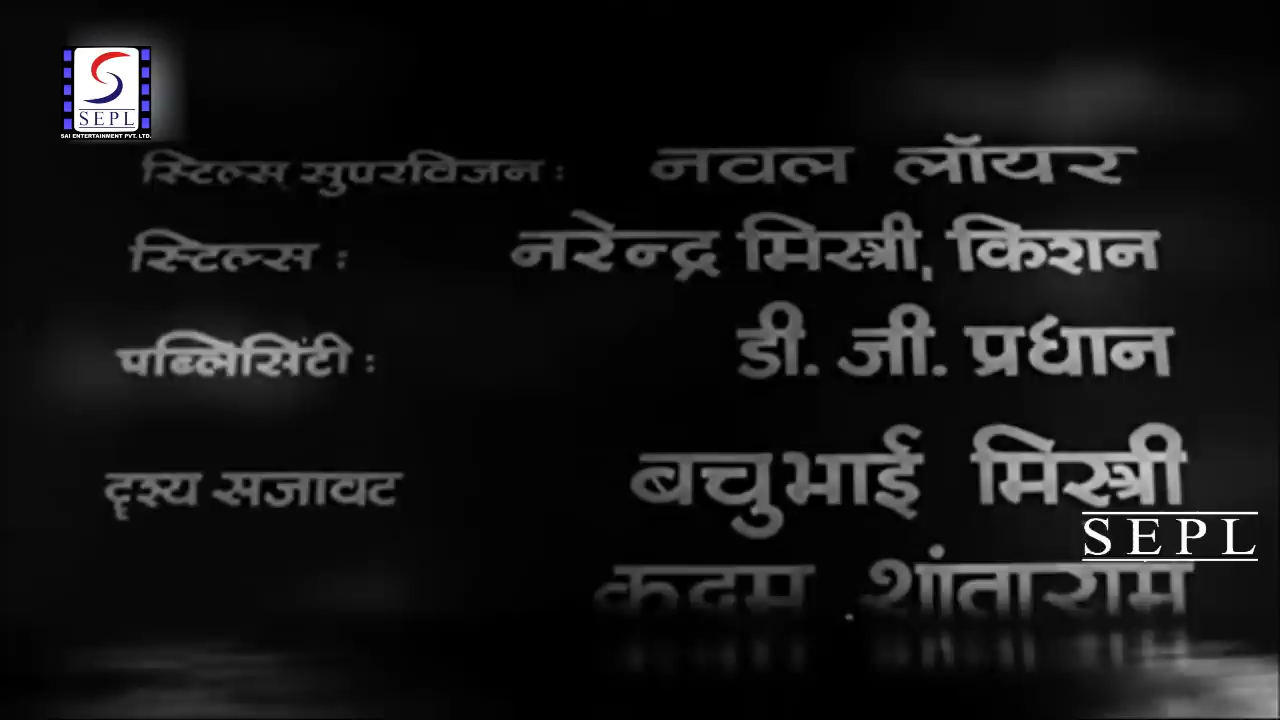 SEPL
SAI ENTERTAINMENT PVT. LTD.
स्टिल्स सुपरविजन : नवल लॉयर
स्टिल्स : नरेन्द्र मिस्त्री, किशन
पब्लिसिटी : डी. जी. प्रधान
दृश्य सजावट बचुभाई मिस्त्री
SEPL
कदम, शांताराम